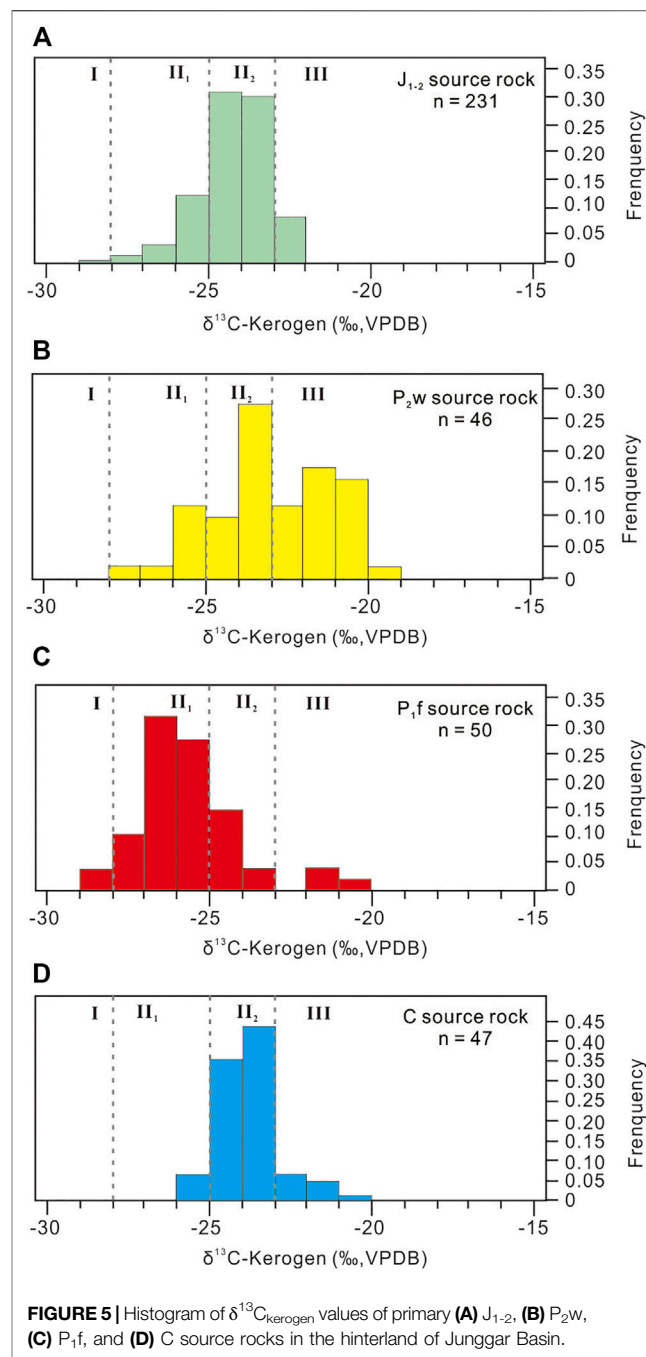 A
I II₁ II₂ III
J₁₋₂ source rock
n = 231
0.35
0.30
0.25
0.20
0.15
0.10
0.05
0
Frenquency
-30 -25 -20 -15
δ¹³C-Kerogen (‰,VPDB)
B
I II₁ II₂ III
P₂w source rock
n = 46
0.30
0.25
0.20
0.15
0.10
0.05
0
Frenquency
-30 -25 -20 -15
δ¹³C-Kerogen (‰,VPDB)
C
I II₁ II₂ III
P₁f source rock
n = 50
0.35
0.30
0.25
0.20
0.15
0.10
0.05
0
Frenquency
-30 -25 -20 -15
δ¹³C-Kerogen (‰,VPDB)
D
I II₁ II₂ III
C source rock
n = 47
0.45
0.40
0.35
0.30
0.25
0.20
0.15
0.10
0.05
0
Frenquency
-30 -25 -20 -15
δ¹³C-Kerogen (‰,VPDB)
FIGURE 5 | Histogram of δ¹³Ckerogen values of primary (A) J₁₋₂, (B) P₂w,
(C) P₁f, and (D) C source rocks in the hinterland of Junggar Basin.